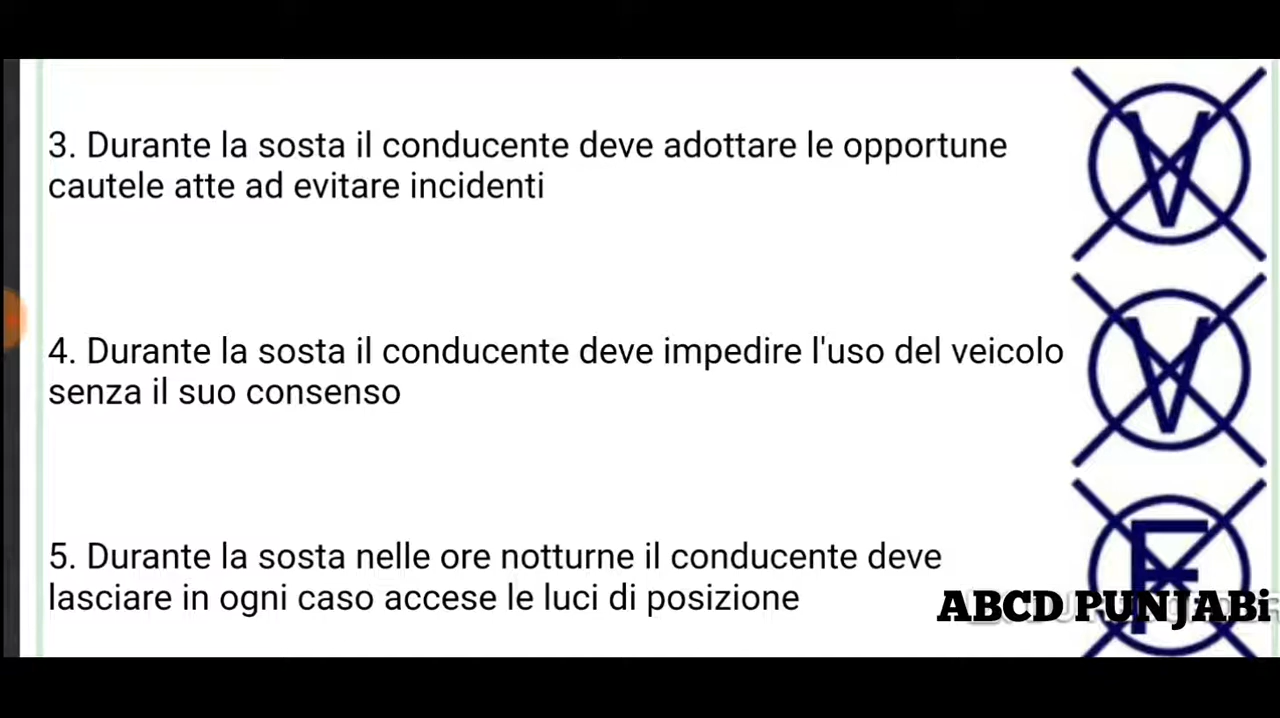 3. Durante la sosta il conducente deve adottare le opportune
cautele atte ad evitare incidenti
V
4. Durante la sosta il conducente deve impedire l'uso del veicolo
senza il suo consenso
V
5. Durante la sosta nelle ore notturne il conducente deve
lasciare in ogni caso accese le luci di posizione
F
ABCD PUNJABi